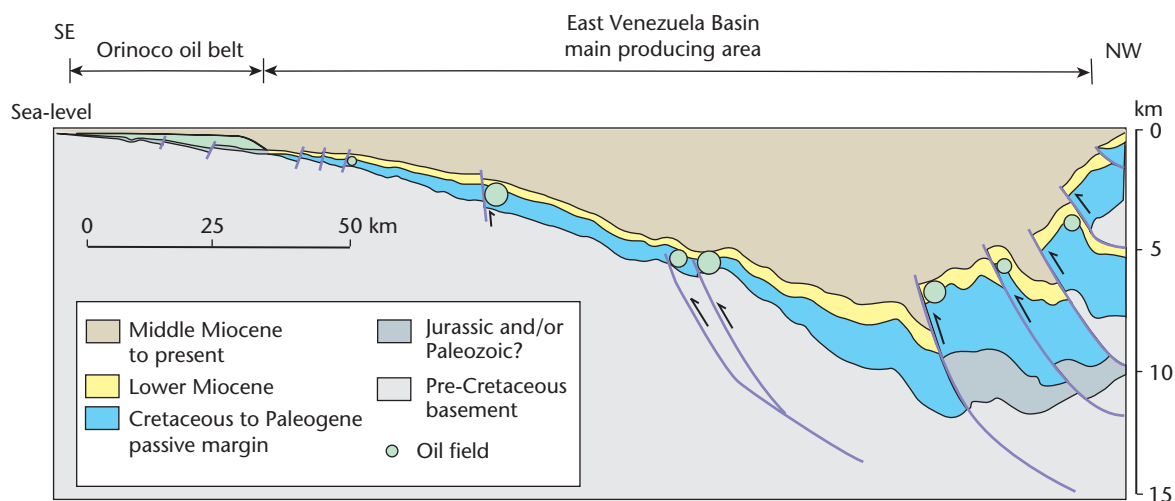 East Venezuela Basin
main producing area
SE
Orinoco oil belt
NW
Sea-level
km
0
5
10
15
0
25
50 km
Middle Miocene
to present
Lower Miocene
Cretaceous to Paleogene
passive margin
Jurassic and/or
Paleozoic?
Pre-Cretaceous
basement
Oil field